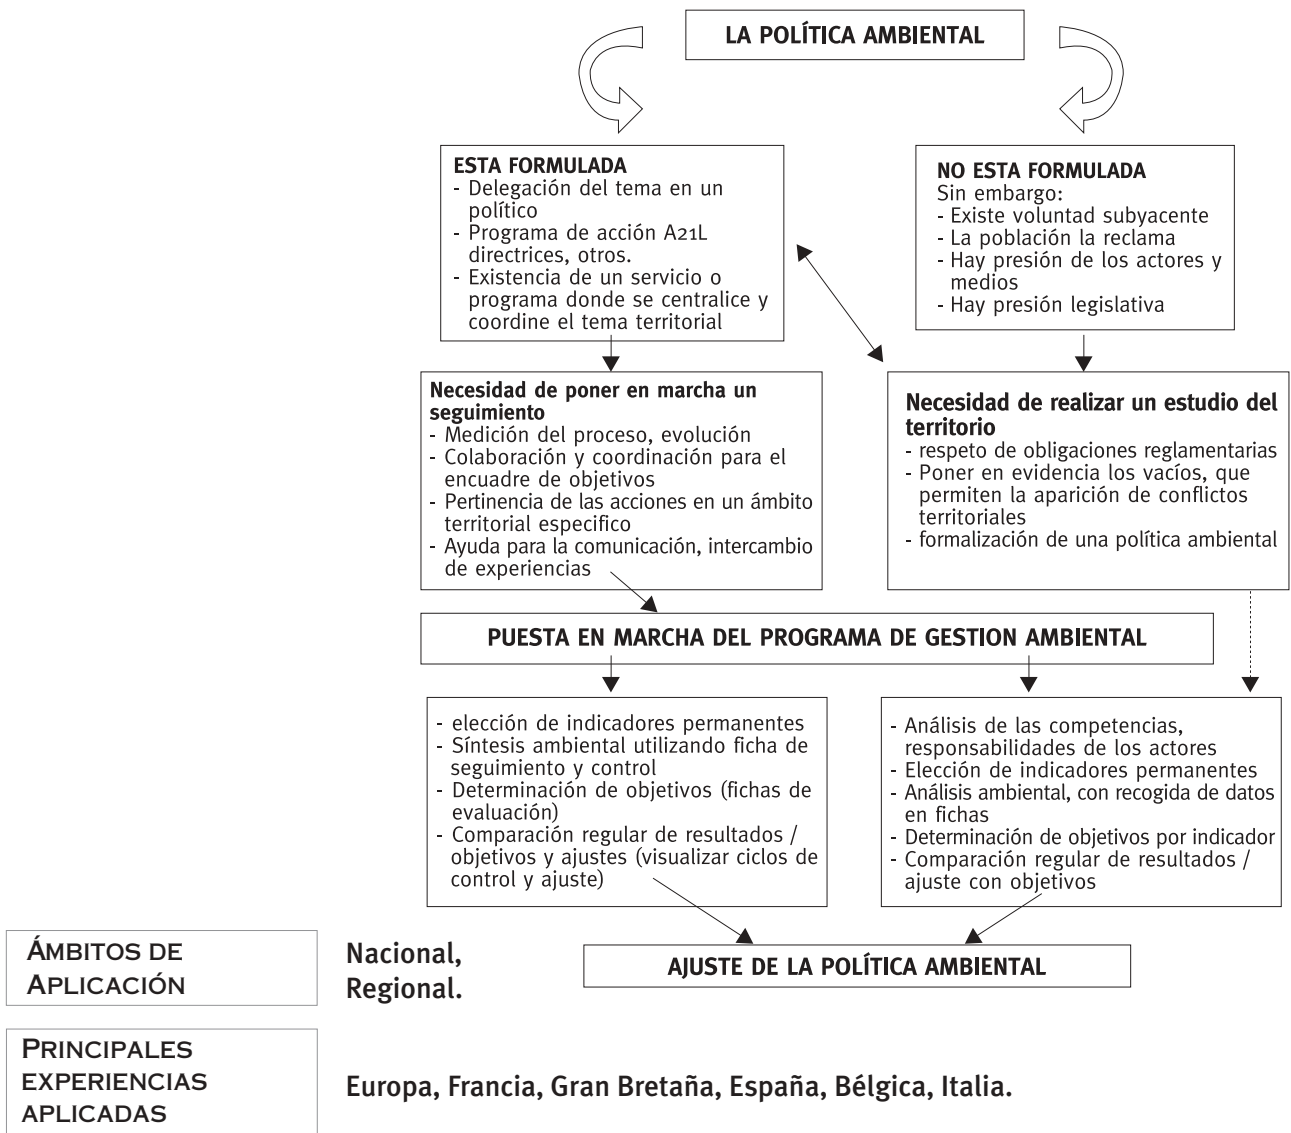 LA POLÍTICA AMBIENTAL
ESTA FORMULADA
- Delegación del tema en un
político
- Programa de acción A21L
directrices, otros.
- Existencia de un servicio o
programa donde se centralice y
coordine el tema territorial
NO ESTA FORMULADA
Sin embargo:
- Existe voluntad subyacente
- La población la reclama
- Hay presión de los actores y
medios
- Hay presión legislativa
Necesidad de poner en marcha un
seguimiento
- Medición del proceso, evolución
- Colaboración y coordinación para el
encuadre de objetivos
- Pertinencia de las acciones en un ámbito
territorial especifico
- Ayuda para la comunicación, intercambio
de experiencias
Necesidad de realizar un estudio del
territorio
- respeto de obligaciones reglamentarias
- Poner en evidencia los vacíos, que
permiten la aparición de conflictos
territoriales
- formalización de una política ambiental
PUESTA EN MARCHA DEL PROGRAMA DE GESTION AMBIENTAL
- elección de indicadores permanentes
- Síntesis ambiental utilizando ficha de
seguimiento y control
- Determinación de objetivos (fichas de
evaluación)
- Comparación regular de resultados /
objetivos y ajustes (visualizar ciclos de
control y ajuste)
- Análisis de las competencias,
responsabilidades de los actores
- Elección de indicadores permanentes
- Análisis ambiental, con recogida de datos
en fichas
- Determinación de objetivos por indicador
- Comparación regular de resultados /
ajuste con objetivos
AJUSTE DE LA POLÍTICA AMBIENTAL
ÁMBITOS DE
APLICACIÓN
Nacional,
Regional.
PRINCIPALES
EXPERIENCIAS
APLICADAS
Europa, Francia, Gran Bretaña, España, Bélgica, Italia.